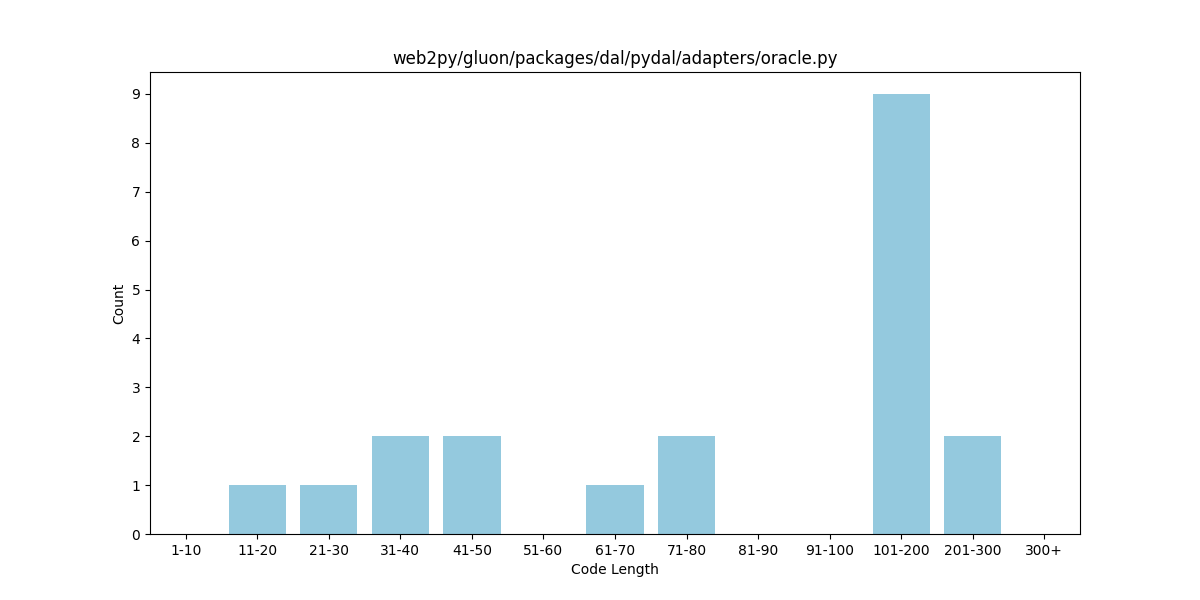 web2py/gluon/packages/dal/pydal/adapters/oracle.py
9
8
7
6
5
4
3
2
1
0
Count
1-10 11-20 21-30 31-40 41-50 51-60 61-70 71-80 81-90 91-100 101-200 201-300 300+
Code Length